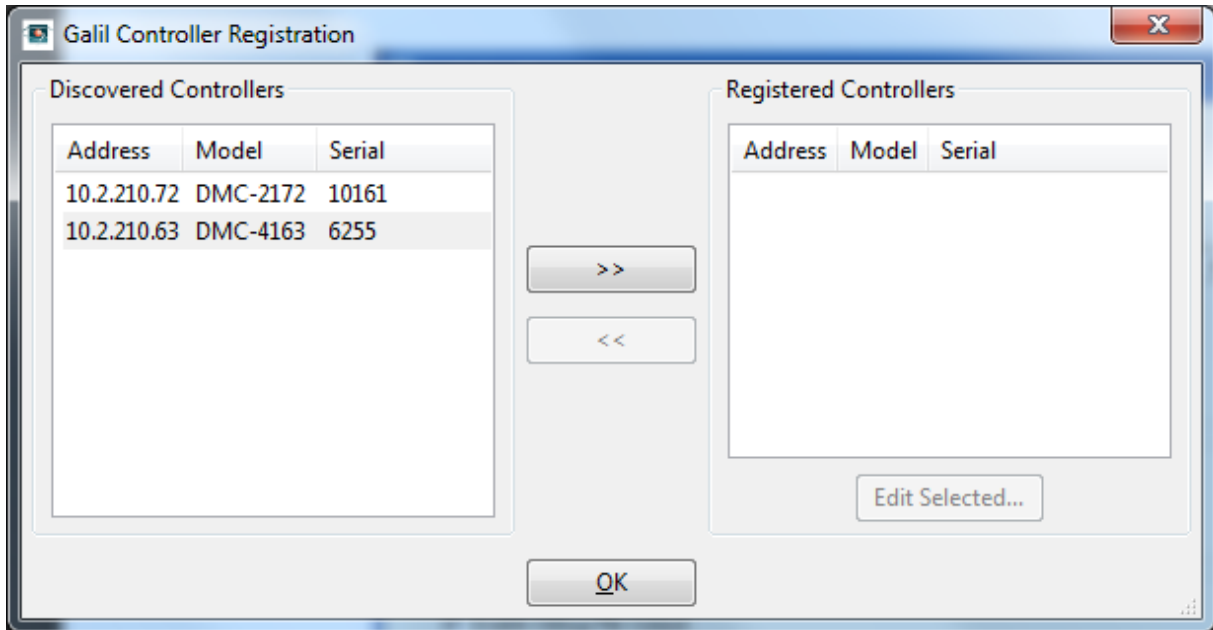 Galil Controller Registration
Discovered Controllers
Address Model Serial
10.2.210.72 DMC-2172 10161
10.2.210.63 DMC-4163 6255
>>
<<
Registered Controllers
Address Model Serial
Edit Selected...
OK